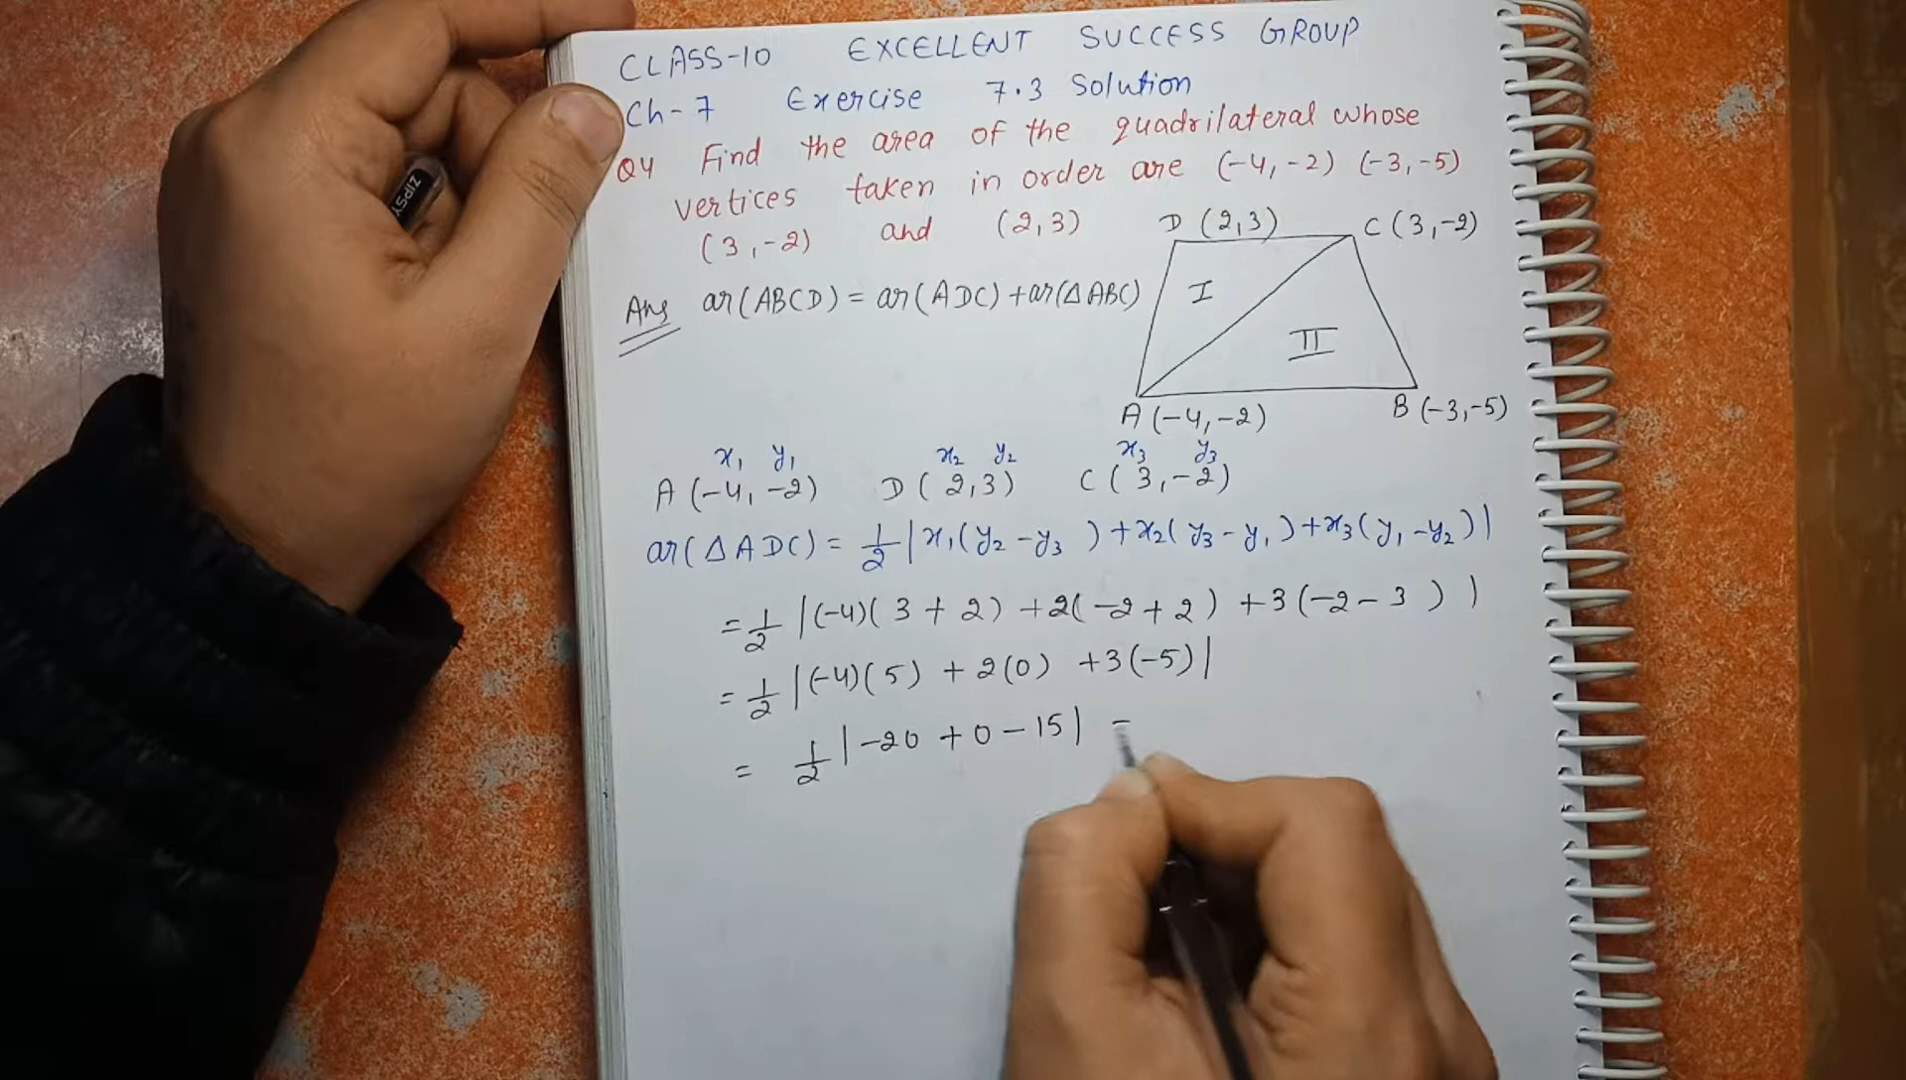 CLASS-10 EXCELLENT SUCCESS GROUP
Ch-7 Exercise 7.3 Solution
Q4 Find the area of the quadrilateral whose
vertices taken in order are (-4,-2) (-3,-5)
(3,-2) and (2,3)
D (2,3) C (3,-2)
Ans ar(ABCD) = ar(ADC) + ar(△ABC)
I
II
A (-4,-2) B (-3,-5)
x₁ y₁ x₂ y₂ x₃ y₃
A (-4, -2) D (2,3) C (3,-2)
ar(△ADC) = 1/2 |x₁(y₂-y₃) + x₂(y₃-y₁) + x₃(y₁-y₂)|
= 1/2 |(-4)(3+2) + 2(-2+2) + 3(-2-3)|
= 1/2 |(-4)(5) + 2(0) + 3(-5)|
= 1/2 |-20 + 0 - 15| =
ZIPSY